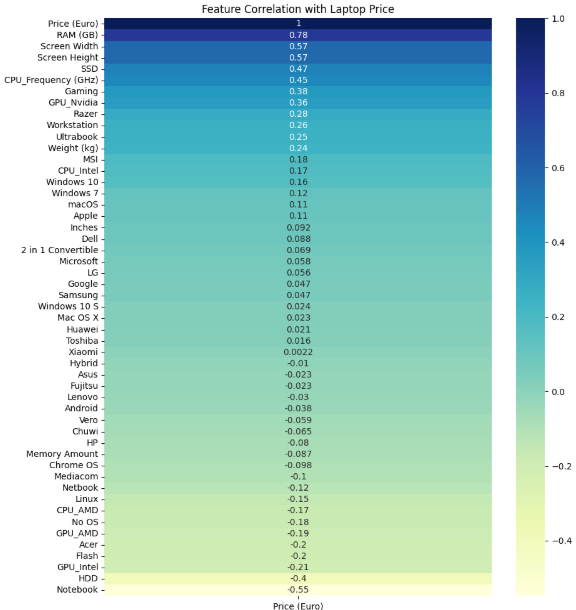 Feature Correlation with Laptop Price
Price (Euro) 1
RAM (GB) 0.78
Screen Width 0.57
Screen Height 0.57
SSD 0.47
CPU_Frequency (GHz) 0.45
Gaming 0.38
GPU_Nvidia 0.36
Razer 0.28
Workstation 0.26
Ultrabook 0.25
Weight (kg) 0.24
MSI 0.18
CPU_Intel 0.17
Windows 10 0.16
Windows 7 0.12
macOS 0.11
Apple 0.11
Inches 0.092
Dell 0.088
2 in 1 Convertible 0.069
Microsoft 0.058
LG 0.056
Google 0.047
Samsung 0.047
Windows 10 S 0.024
Mac OS X 0.023
Huawei 0.021
Toshiba 0.016
Xiaomi 0.0022
Hybrid -0.01
Asus -0.023
Fujitsu -0.023
Lenovo -0.03
Android -0.038
Vero -0.059
Chuwi -0.065
HP -0.08
Memory Amount -0.087
Chrome OS -0.098
Mediacom -0.1
Netbook -0.12
Linux -0.15
CPU_AMD -0.17
No OS -0.18
GPU_AMD -0.19
Acer -0.2
Flash -0.2
GPU_Intel -0.21
HDD -0.4
Notebook -0.55
Price (Euro)
1.0
0.8
0.6
0.4
0.2
0.0
−0.2
−0.4